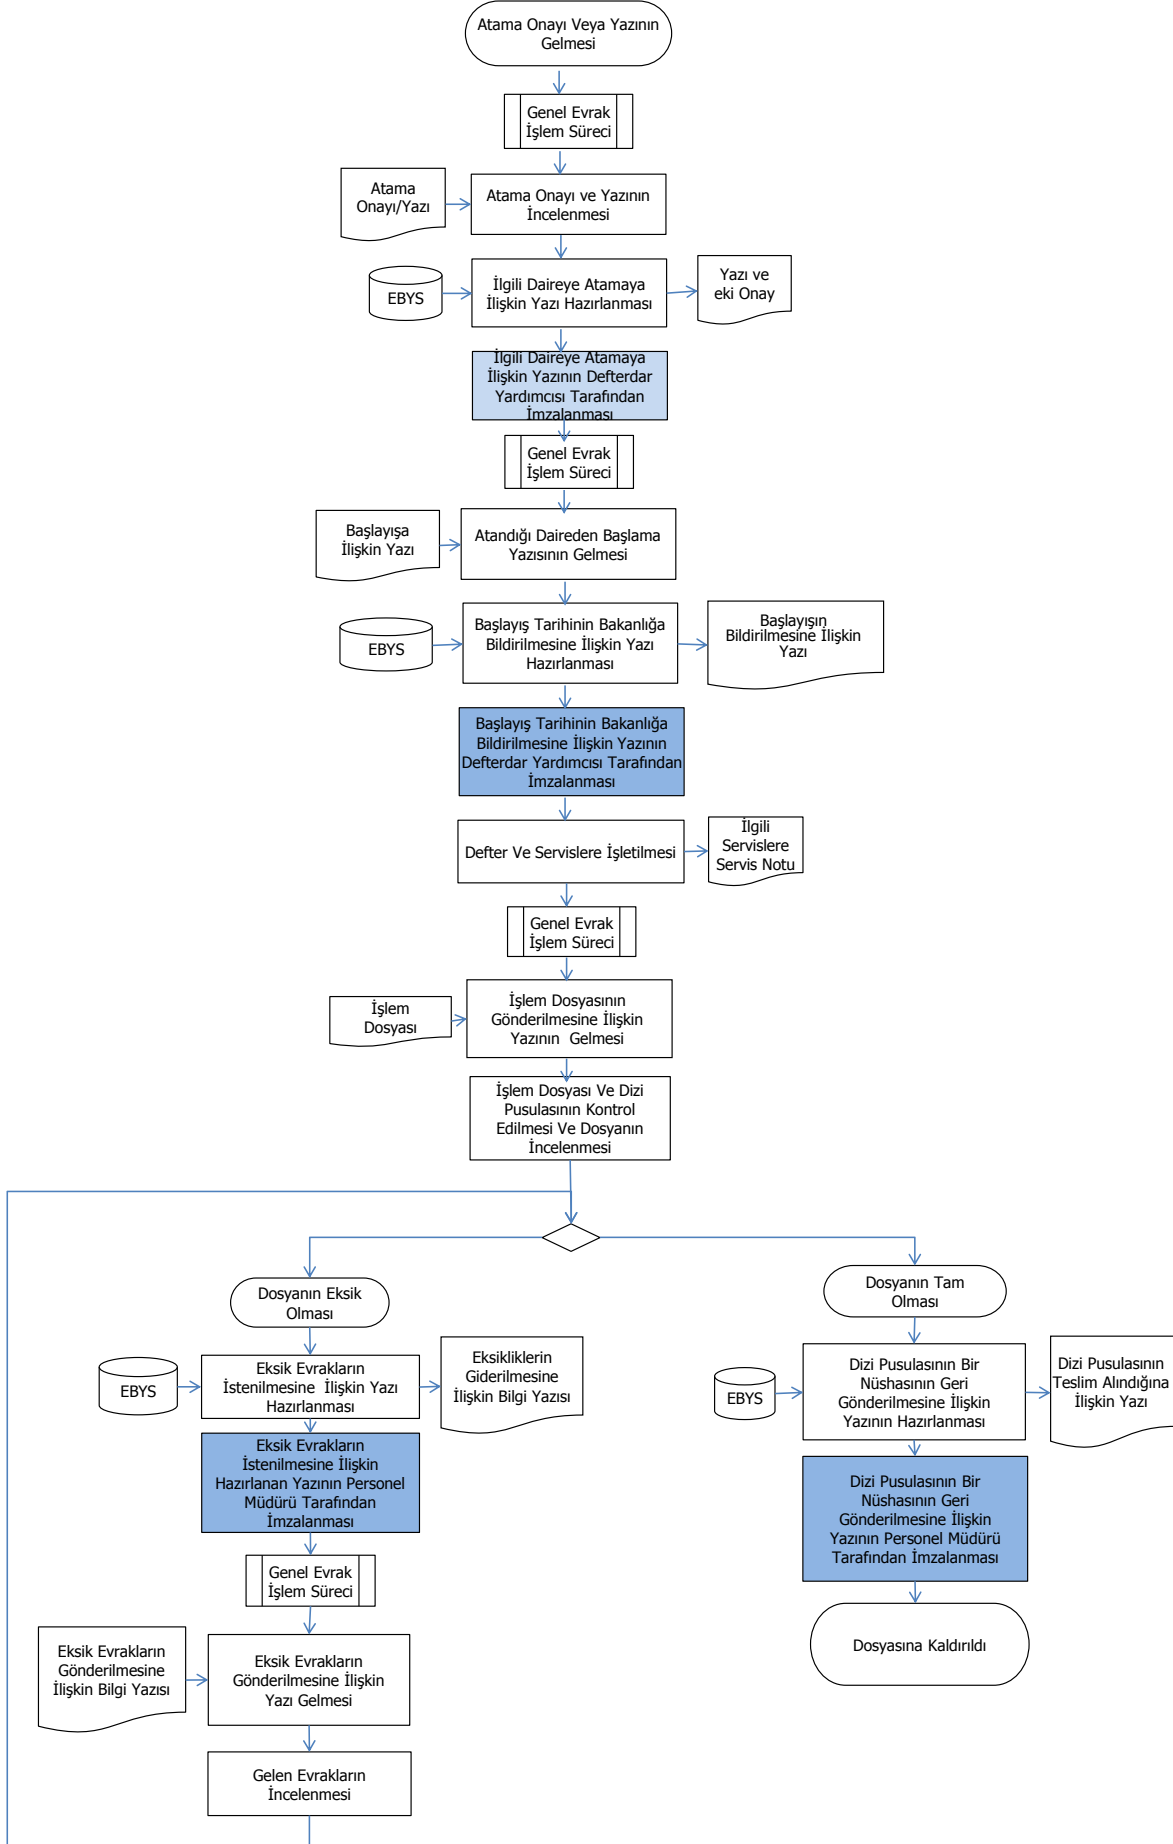 Atama Onayı Veya Yazının
Gelmesi
Genel Evrak
İşlem Süreci
Atama
Onayı/Yazı
Atama Onayı ve Yazının
İncelenmesi
EBYS
İlgili Daireye Atamaya
İlişkin Yazı Hazırlanması
Yazı ve
eki Onay
İlgili Daireye Atamaya
İlişkin Yazının Defterdar
Yardımcısı Tarafından
İmzalanması
Genel Evrak
İşlem Süreci
Başlayışa
İlişkin Yazı
Atandığı Daireden Başlama
Yazısının Gelmesi
EBYS
Başlayış Tarihinin Bakanlığa
Bildirilmesine İlişkin Yazı
Hazırlanması
Başlayışın
Bildirilmesine İlişkin
Yazı
Başlayış Tarihinin Bakanlığa
Bildirilmesine İlişkin Yazının
Defterdar Yardımcısı Tarafından
İmzalanması
Defter Ve Servislere İşletilmesi
İlgili
Servislere
Servis Notu
Genel Evrak
İşlem Süreci
İşlem
Dosyası
İşlem Dosyasının
Gönderilmesine İlişkin
Yazının Gelmesi
İşlem Dosyası Ve Dizi
Pusulasının Kontrol
Edilmesi Ve Dosyanın
İncelenmesi
Dosyanın Eksik
Olması
EBYS
Eksik Evrakların
İstenilmesine İlişkin Yazı
Hazırlanması
Eksikliklerin
Giderilmesine
İlişkin Bilgi Yazısı
Eksik Evrakların
İstenilmesine İlişkin
Hazırlanan Yazının Personel
Müdürü Tarafından
İmzalanması
Genel Evrak
İşlem Süreci
Eksik Evrakların
Gönderilmesine
İlişkin Bilgi Yazısı
Eksik Evrakların
Gönderilmesine İlişkin
Yazı Gelmesi
Gelen Evrakların
İncelenmesi
Dosyanın Tam
Olması
EBYS
Dizi Pusulasının Bir
Nüshasının Geri
Gönderilmesine İlişkin
Yazının Hazırlanması
Dizi Pusulasının
Teslim Alındığına
İlişkin Yazı
Dizi Pusulasının Bir
Nüshasının Geri
Gönderilmesine İlişkin
Yazının Personel Müdürü
Tarafından İmzalanması
Dosyasına Kaldırıldı